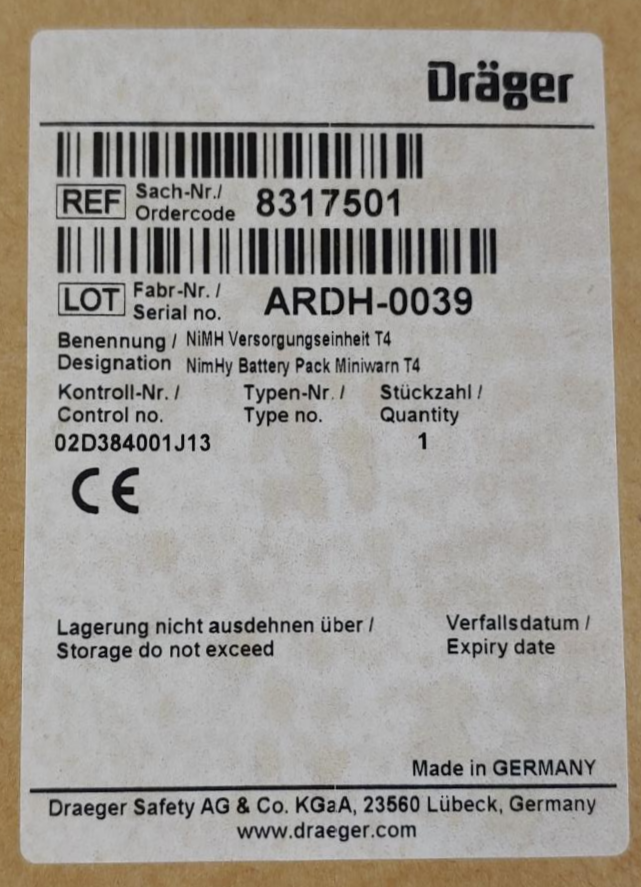 Dräger
REF Sach-Nr./ Ordercode 8317501
LOT Fabr-Nr. / Serial no. ARDH-0039
Benennung / NiMH Versorgungseinheit T4
Designation NimHy Battery Pack Miniwarn T4
Kontroll-Nr. / Typen-Nr. / Stückzahl /
Control no. Type no. Quantity
02D384001J13 1
CE
Lagerung nicht ausdehnen über / Verfallsdatum /
Storage do not exceed Expiry date
Made in GERMANY
Draeger Safety AG & Co. KGaA, 23560 Lübeck, Germany
www.draeger.com